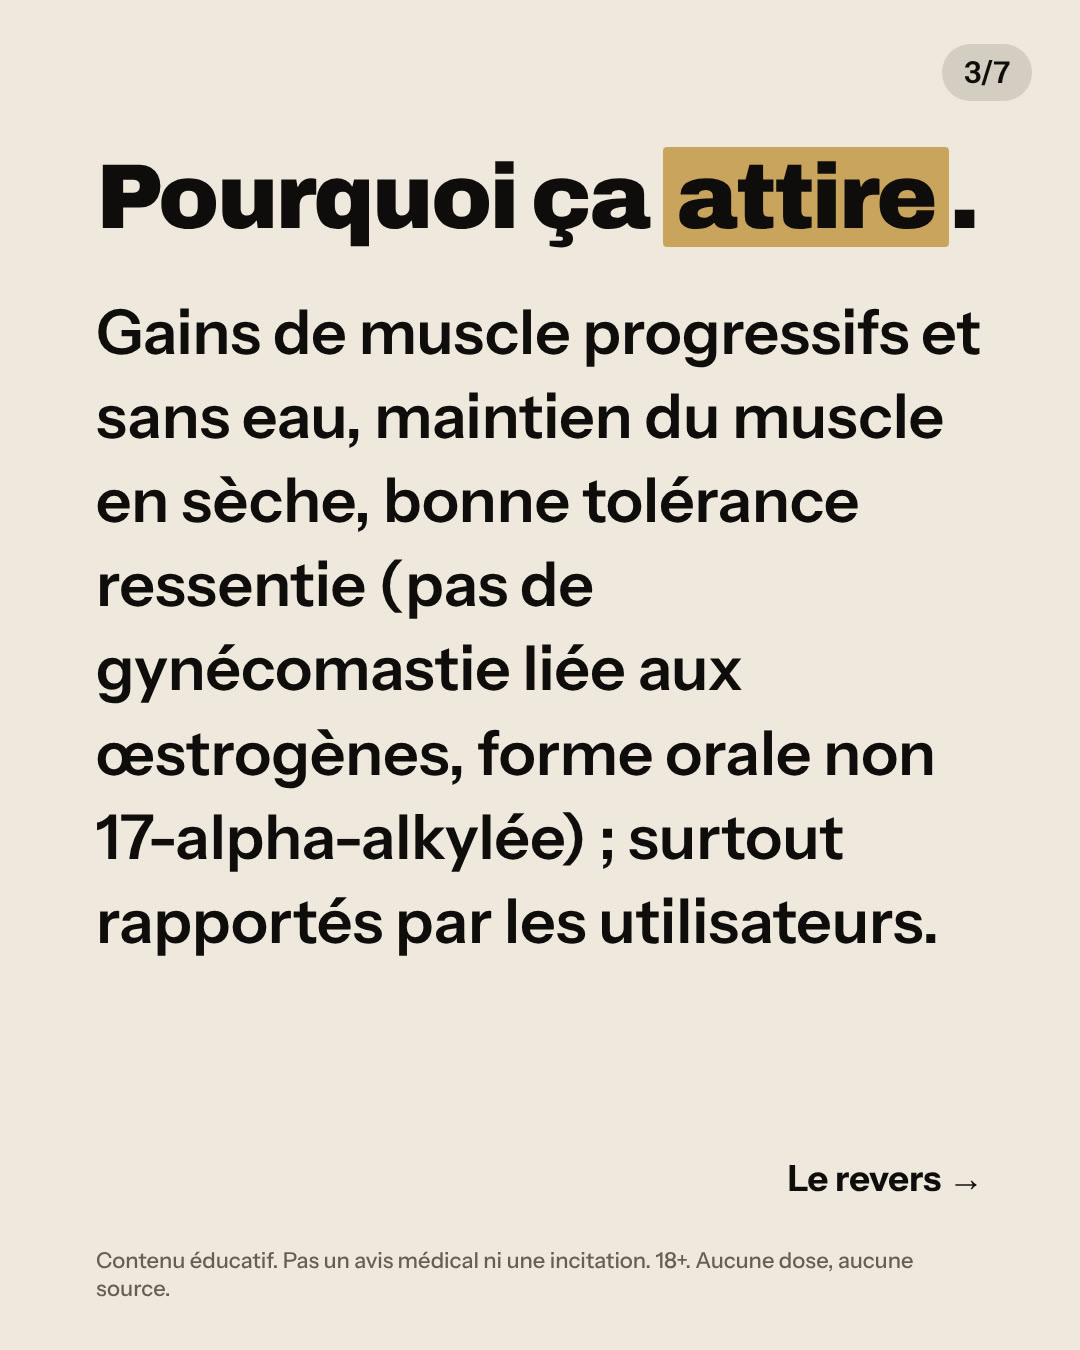 3/7
Pourquoi ça attire.
Gains de muscle progressifs et
sans eau, maintien du muscle
en sèche, bonne tolérance
ressentie (pas de
gynécomastie liée aux
œstrogènes, forme orale non
17-alpha-alkylée) ; surtout
rapportés par les utilisateurs.
Le revers →
Contenu éducatif. Pas un avis médical ni une incitation. 18+. Aucune dose, aucune
source.